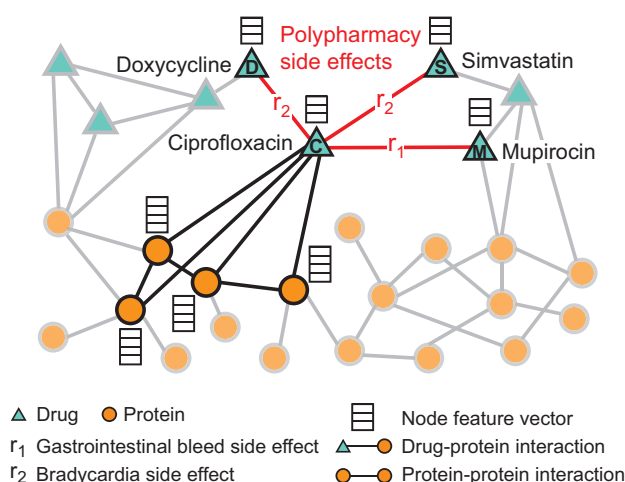 Polypharmacy
side effects
Doxycycline
D
S
Simvastatin
r2
r2
Ciprofloxacin
C
r1
M
Mupirocin
Drug
Protein
Node feature vector
r1 Gastrointestinal bleed side effect
Drug-protein interaction
r2 Bradycardia side effect
Protein-protein interaction